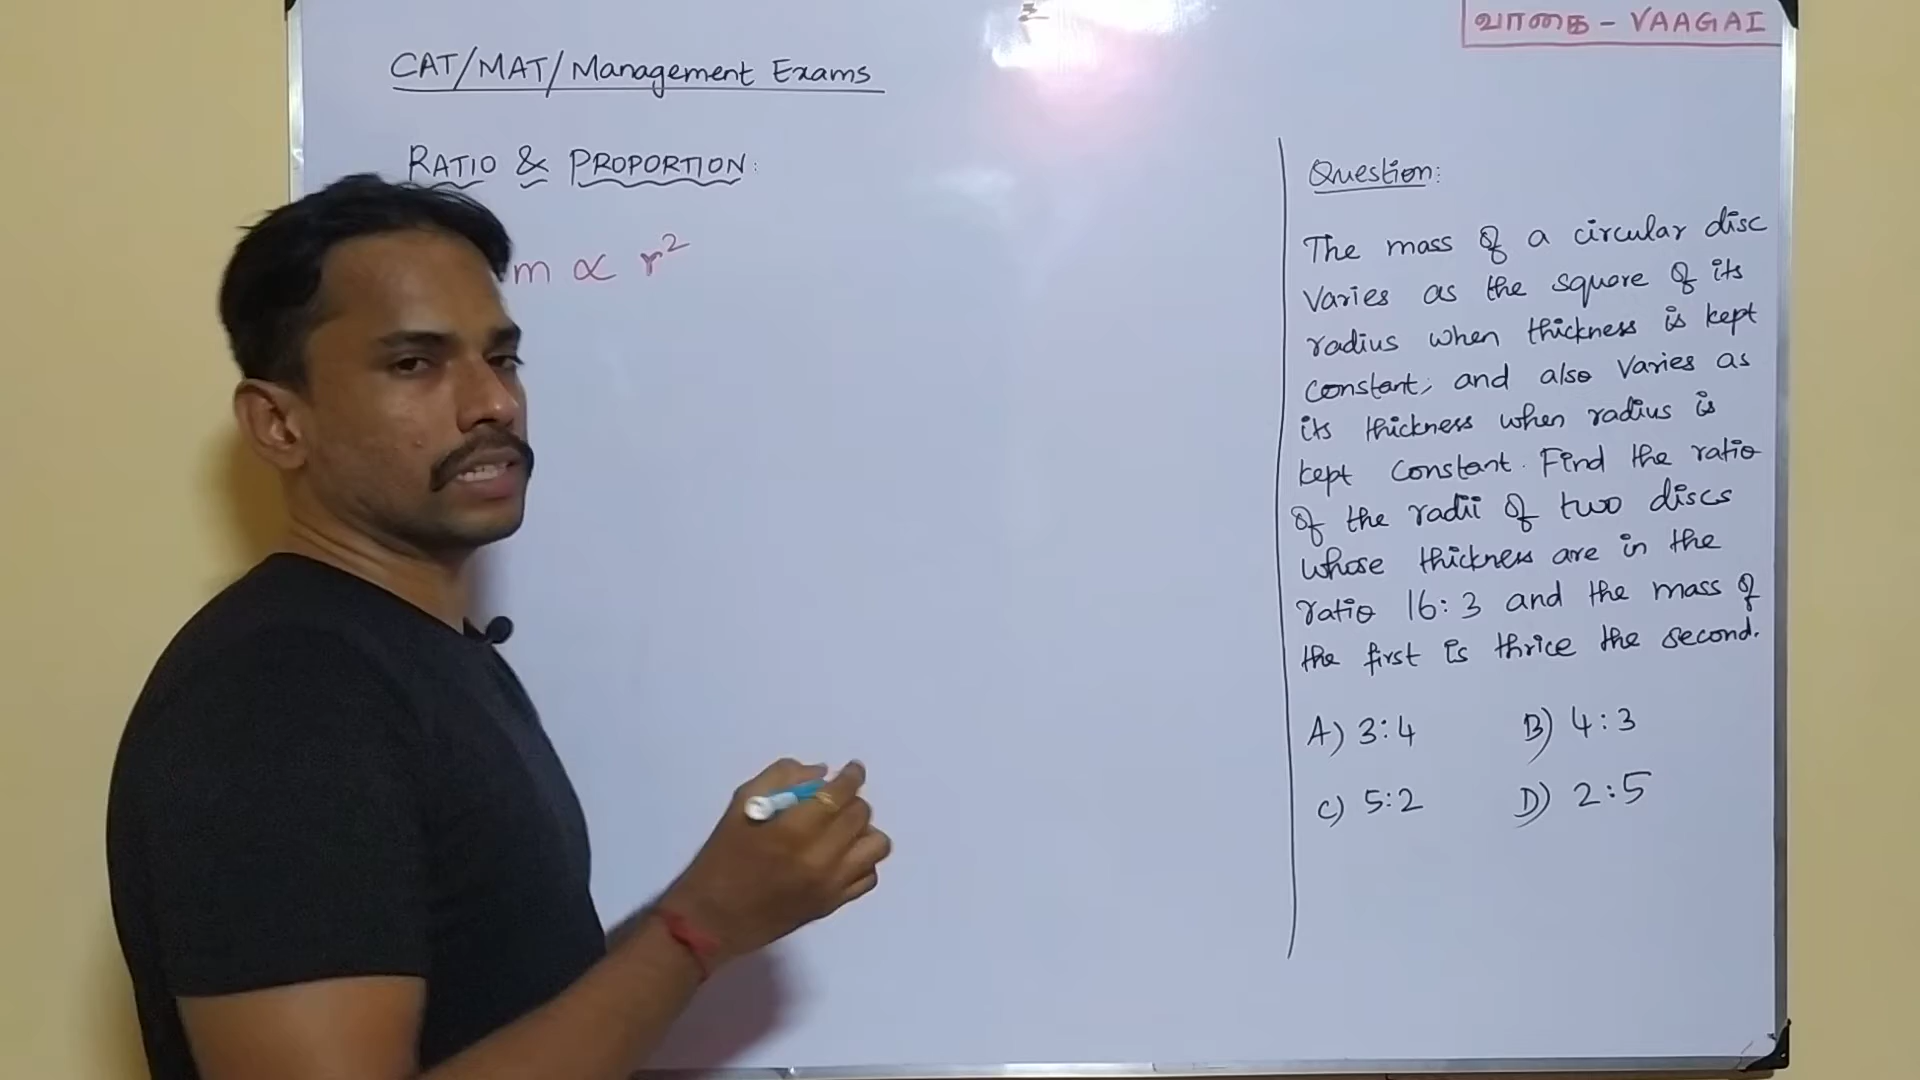 வாகை - VAAGAI
CAT/MAT/Management Exams
RATIO & PROPORTION:
m ∝ r²
Question:
The mass of a circular disc
varies as the square of its
radius when thickness is kept
constant, and also varies as
its thickness when radius is
kept constant. Find the ratio
of the radii of two discs
whose thickness are in the
ratio 16:3 and the mass of
the first is thrice the second.
A) 3:4 B) 4:3
C) 5:2 D) 2:5